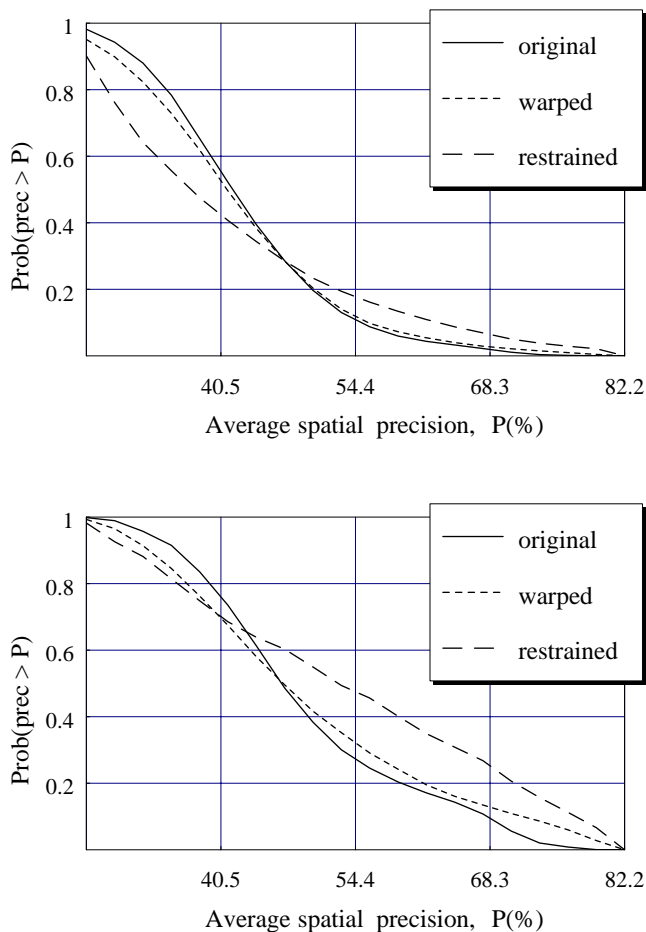 1
0.8
0.6
0.4
0.2
Prob(prec > P)
original
warped
restrained
40.5 54.4 68.3 82.2
Average spatial precision, P(%)
1
0.8
0.6
0.4
0.2
Prob(prec > P)
original
warped
restrained
40.5 54.4 68.3 82.2
Average spatial precision, P(%)